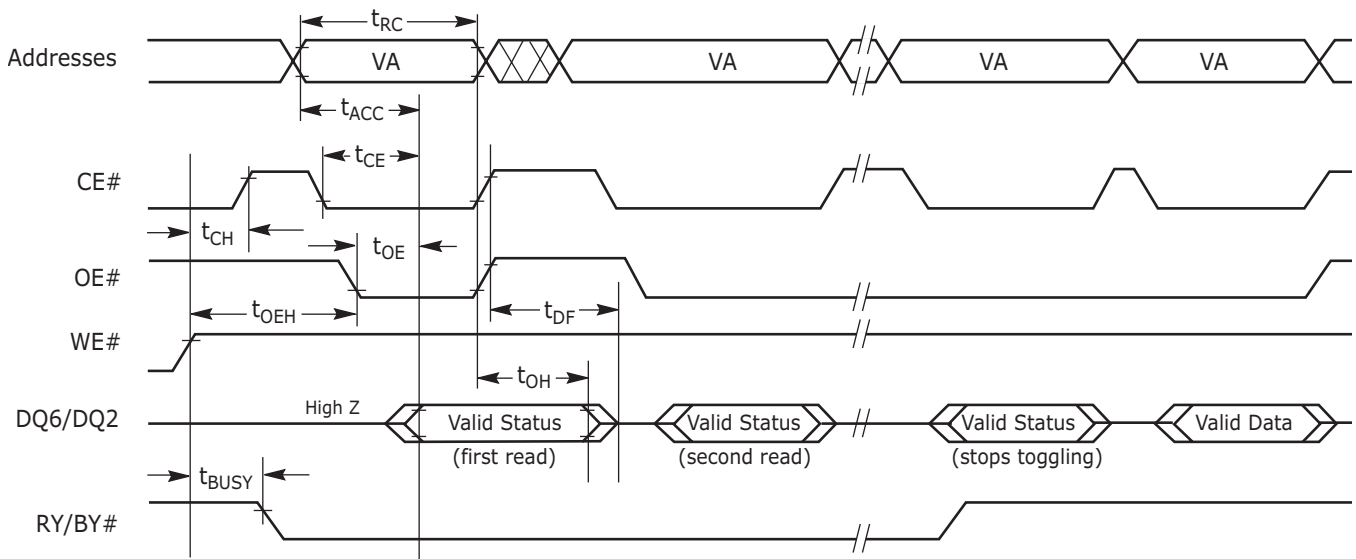 tRC
Addresses VA VA VA VA
tACC
tCE
CE#
tCH tOE
OE#
tOEH tDF
WE#
tOH
DQ6/DQ2 High Z Valid Status Valid Status Valid Status Valid Data
(first read) (second read) (stops toggling)
tBUSY
RY/BY#